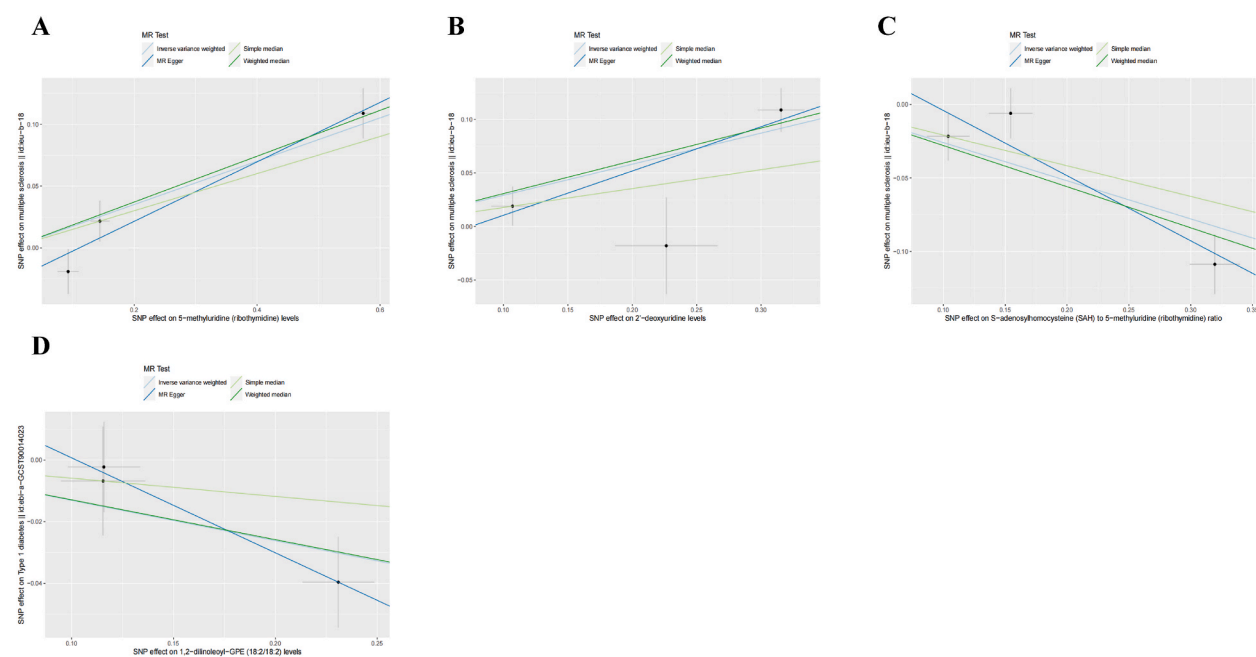 A
MR Test
Inverse variance weighted
Simple median
MR Egger
Weighted median
SNP effect on multiple sclerosis || id:ieu−b−18
0.10
0.05
0.00
0.2
0.4
0.6
SNP effect on 5−methyluridine (ribothymidine) levels
B
MR Test
Inverse variance weighted
Simple median
MR Egger
Weighted median
SNP effect on multiple sclerosis || id:ieu−b−18
0.10
0.05
0.00
−0.05
0.10
0.15
0.20
0.25
0.30
SNP effect on 2'−deoxyuridine levels
C
MR Test
Inverse variance weighted
Simple median
MR Egger
Weighted median
SNP effect on multiple sclerosis || id:ieu−b−18
0.00
−0.05
−0.10
0.10
0.15
0.20
0.25
0.30
0.35
SNP effect on S−adenosylhomocysteine (SAH) to 5−methyluridine (ribothymidine) ratio
D
MR Test
Inverse variance weighted
Simple median
MR Egger
Weighted median
SNP effect on Type 1 diabetes || id:ebi−a−GCST90014023
0.00
−0.02
−0.04
0.10
0.15
0.20
0.25
SNP effect on 1,2−dilinoleoyl−GPE (18:2/18:2) levels